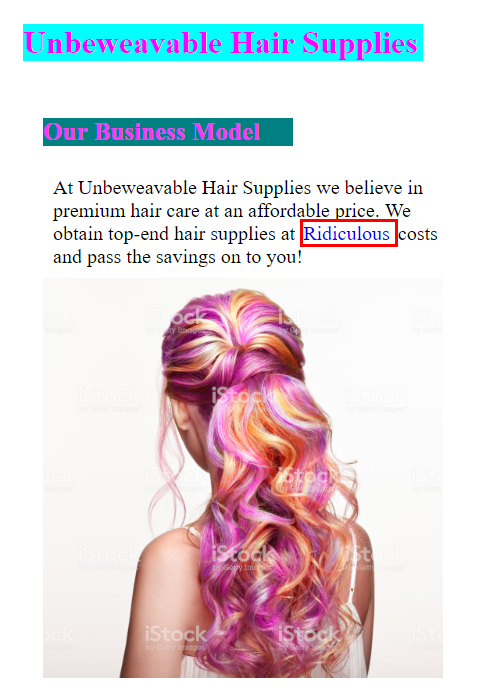 Unbeweavable Hair Supplies
Our Business Model
At Unbeweavable Hair Supplies we believe in
premium hair care at an affordable price. We
obtain top-end hair supplies at Ridiculous costs
and pass the savings on to you!
iStock
by Getty Images
iStock
by Getty Images
iStock
by Getty Images
iStock
by Getty Images
iStock
by Getty Images
iStock
by Getty Images
iStock
by Getty Images
iStock
by Getty Images